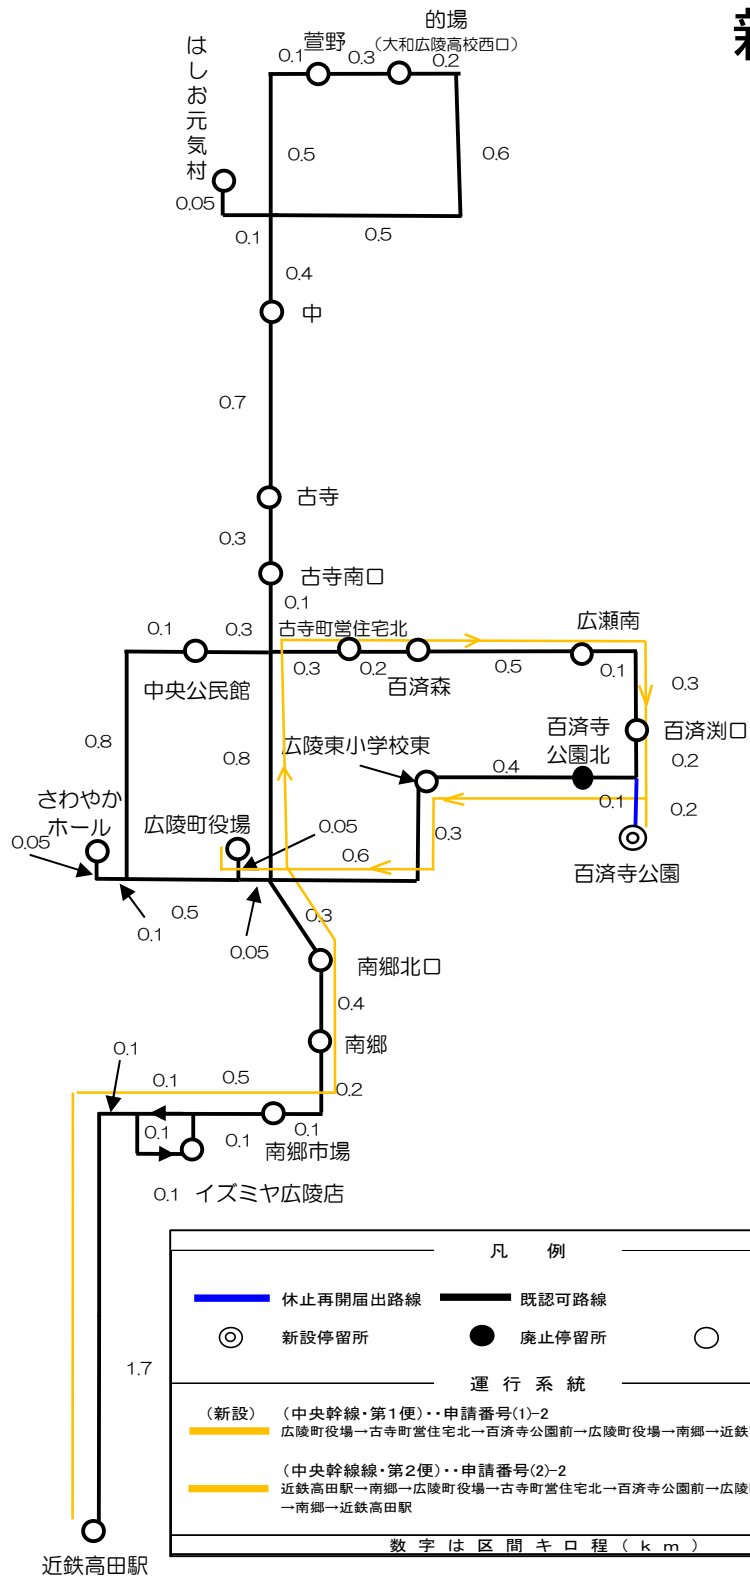 新
的場
(大和広陵高校西口)
萱野
はしお元気村
0.1
0.3
0.2
0.5
0.6
0.05
0.1
0.5
0.4
中
0.7
古寺
0.3
古寺南口
0.1
古寺町営住宅北
広瀬南
0.1
0.3
0.3
0.2
0.5
0.1
0.3
中央公民館
百済森
百済寺公園北
百済渕口
広陵東小学校東
0.8
0.8
0.4
0.2
さわやかホール
広陵町役場
0.05
0.1
0.2
0.05
0.3
0.6
百済寺公園
0.5
0.1
0.05
0.3
南郷北口
0.4
南郷
0.1
0.1
0.5
0.2
0.1
0.1
0.1
南郷市場
0.1
イズミヤ広陵店
1.7
近鉄高田駅
凡 例
休止再開届出路線
既認可路線
新設停留所
廃止停留所
運 行 系 統
(新設)
(中央幹線・第1便)・・申請番号(1)-2
広陵町役場→古寺町営住宅北→百済寺公園前→広陵町役場→南郷→近鉄
(中央幹線線・第2便)・・申請番号(2)-2
近鉄高田駅→南郷→広陵町役場→古寺町営住宅北→百済寺公園前→広陵
→南郷→近鉄高田駅
数 字 は 区 間 キ ロ 程 ( k m )